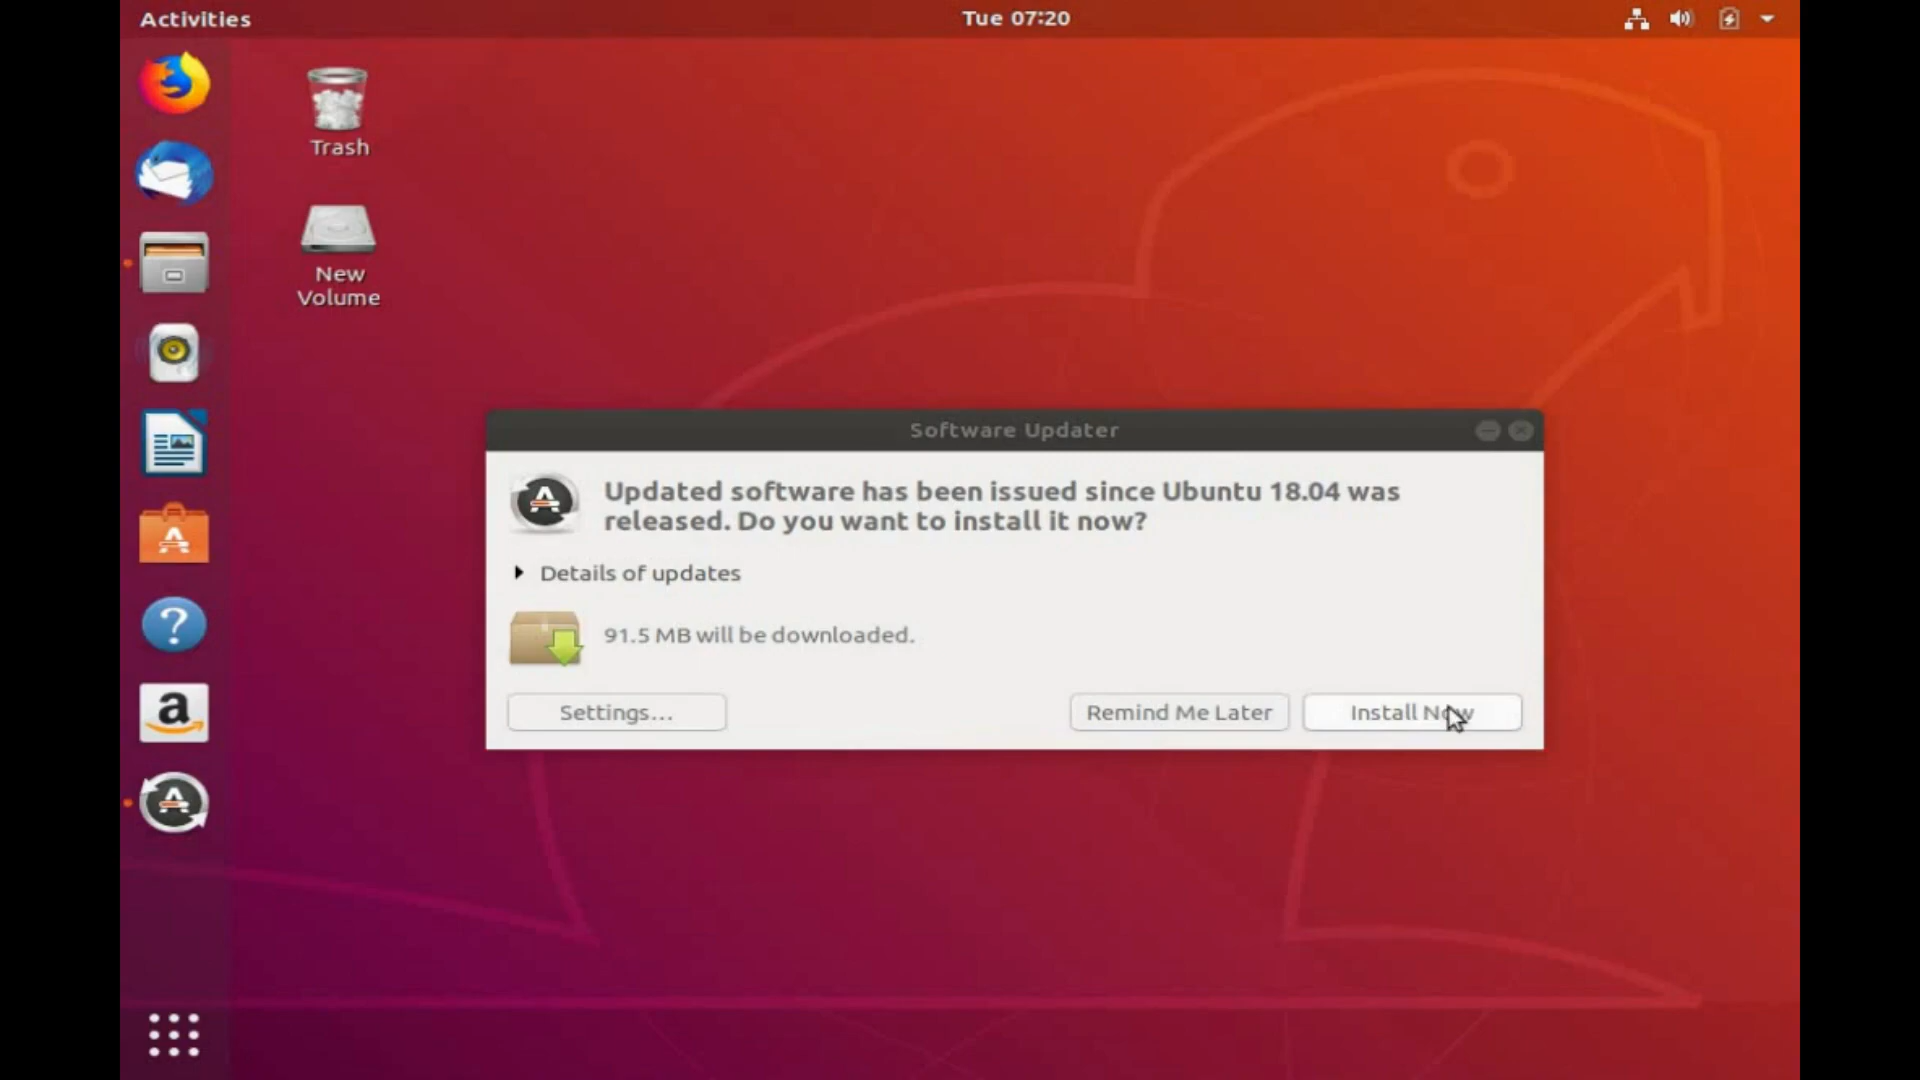 Activities
Tue 07:20
Trash
New
Volume
Software Updater
Updated software has been issued since Ubuntu 18.04 was
released. Do you want to install it now?
Details of updates
91.5 MB will be downloaded.
Settings...
Remind Me Later
Install Now